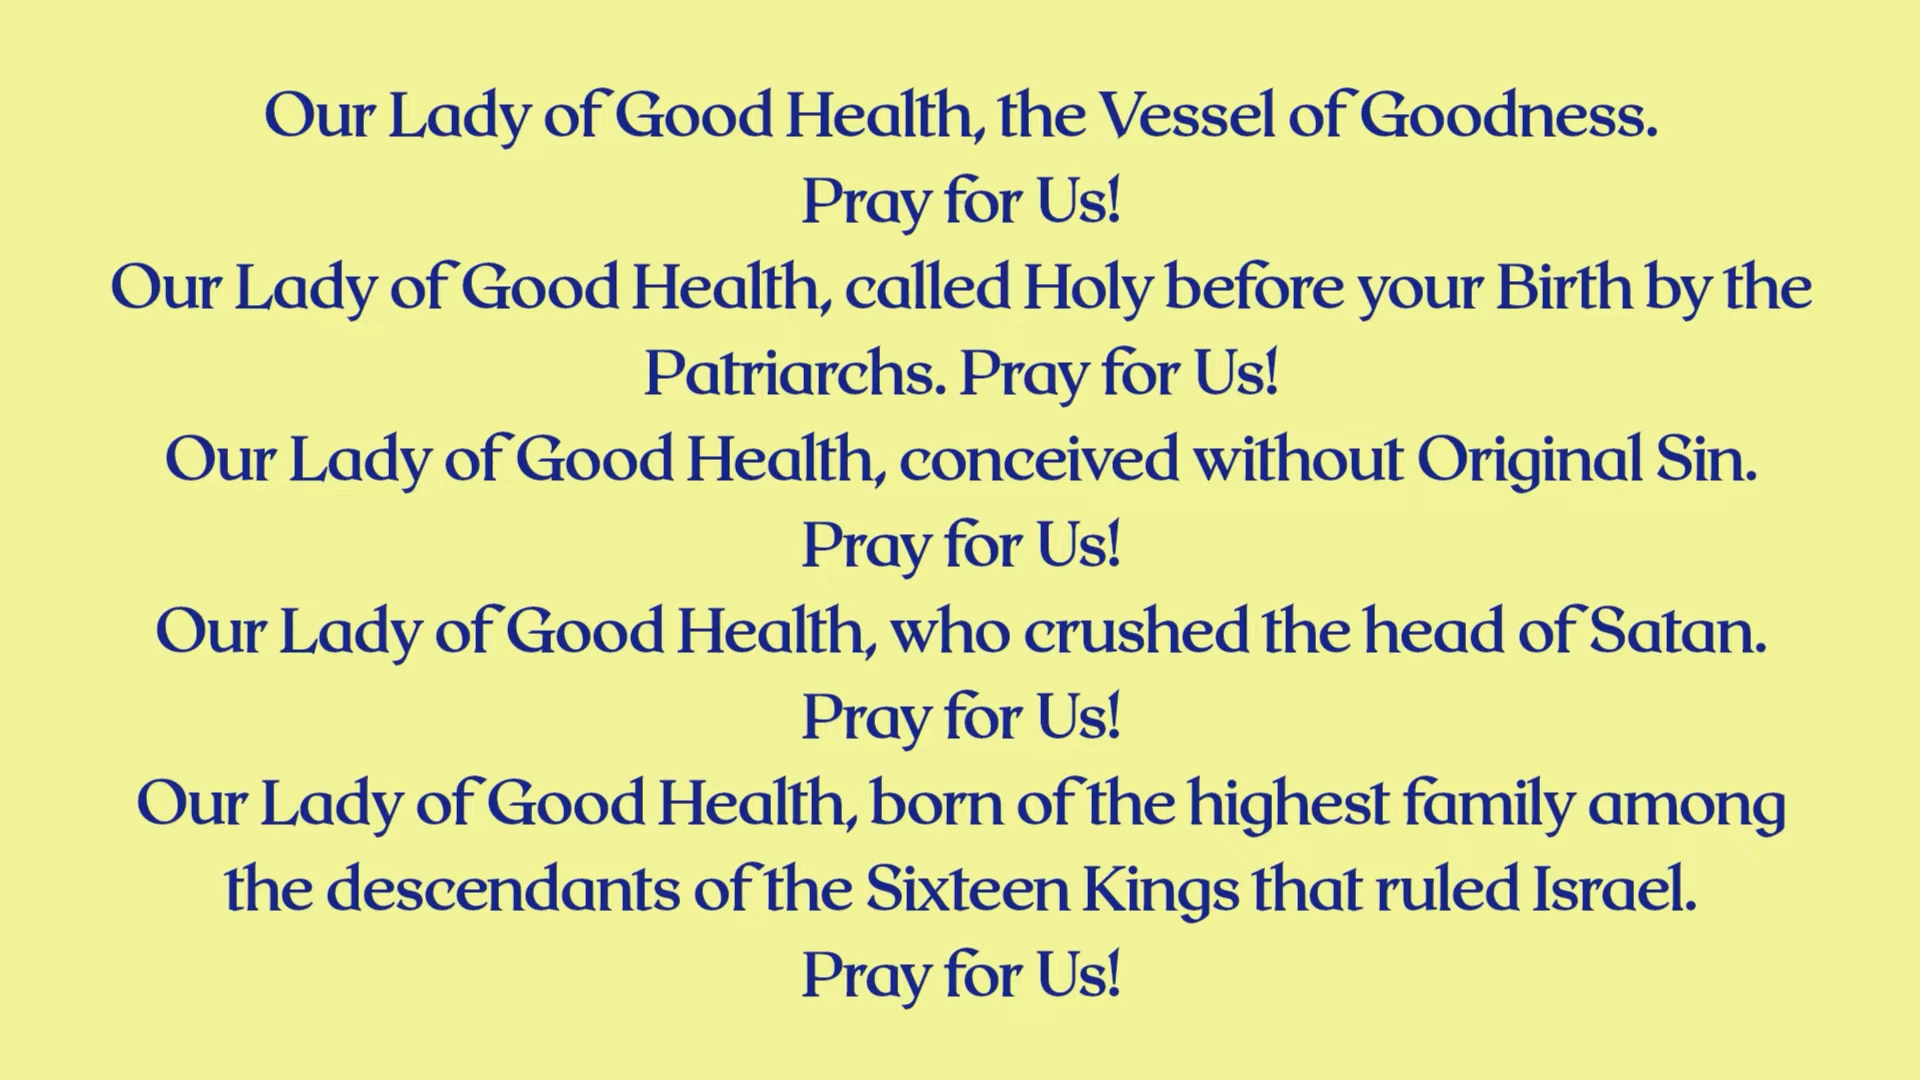 Our Lady of Good Health, the Vessel of Goodness.
Pray for Us!
Our Lady of Good Health, called Holy before your Birth by the
Patriarchs. Pray for Us!
Our Lady of Good Health, conceived without Original Sin.
Pray for Us!
Our Lady of Good Health, who crushed the head of Satan.
Pray for Us!
Our Lady of Good Health, born of the highest family among
the descendants of the Sixteen Kings that ruled Israel.
Pray for Us!